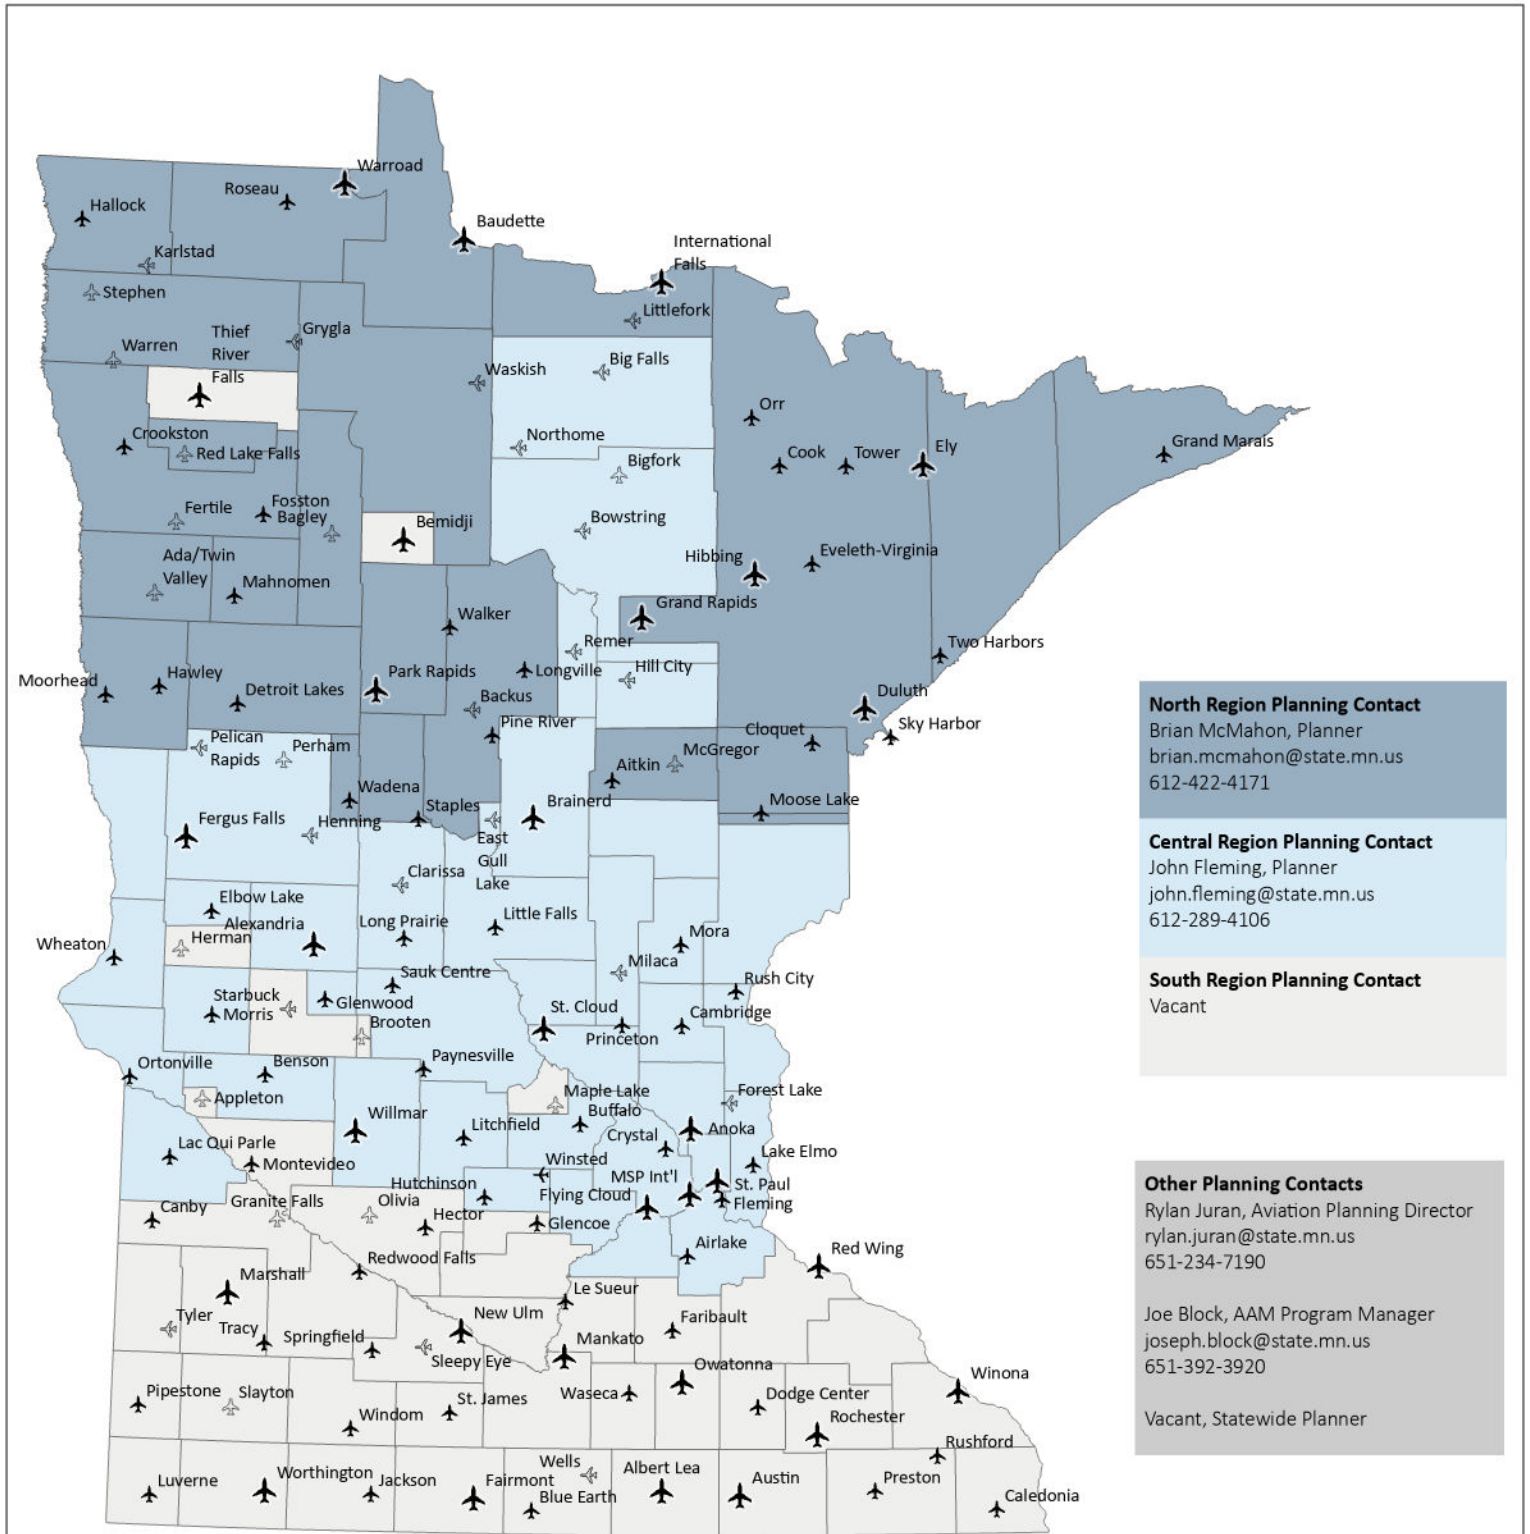 Warroad
Roseau
Hallock
Baudette
International
Falls
Karlstad
Stephen
Littlefork
Grygla
Thief
River
Falls
Warren
Waskish
Big Falls
Orr
Crookston
Northome
Red Lake Falls
Bigfork
Cook
Tower
Ely
Grand Marais
Fertile
Fosston
Bagley
Bemidji
Bowstring
Ada/Twin
Valley
Mahnomen
Hibbing
Eveleth-Virginia
Walker
Grand Rapids
Remer
Two Harbors
Moorhead
Hawley
Detroit Lakes
Park Rapids
Longville
Hill City
Backus
Duluth
Pine River
Cloquet
Sky Harbor
Pelican
Rapids
Perham
McGregor
Aitkin
Wadena
Staples
Brainerd
Moose Lake
Fergus Falls
Henning
East
Gull
Lake
Clarissa
Elbow Lake
Alexandria
Long Prairie
Little Falls
Herman
Wheaton
Mora
Milaca
Sauk Centre
Rush City
Starbuck
Morris
Glenwood
Brooten
St. Cloud
Princeton
Cambridge
Ortonville
Benson
Paynesville
Appleton
Maple Lake
Buffalo
Forest Lake
Willmar
Litchfield
Crystal
Anoka
Lac Qui Parle
Montevideo
Winsted
Lake Elmo
Hutchinson
MSP Int'l
St. Paul
Fleming
Flying Cloud
Canby
Granite Falls
Olivia
Hector
Glencoe
Airlake
Red Wing
Redwood Falls
Marshall
Le Sueur
Tyler
Tracy
Springfield
New Ulm
Faribault
Sleepy Eye
Mankato
Owatonna
Winona
Pipestone
Slayton
St. James
Waseca
Dodge Center
Windom
Rochester
Rushford
Luverne
Worthington
Jackson
Fairmont
Wells
Blue Earth
Albert Lea
Austin
Preston
Caledonia
North Region Planning Contact
Brian McMahon, Planner
brian.mcmahon@state.mn.us
612-422-4171
Central Region Planning Contact
John Fleming, Planner
john.fleming@state.mn.us
612-289-4106
South Region Planning Contact
Vacant
Other Planning Contacts
Rylan Juran, Aviation Planning Director
rylan.juran@state.mn.us
651-234-7190
Joe Block, AAM Program Manager
joseph.block@state.mn.us
651-392-3920
Vacant, Statewide Planner